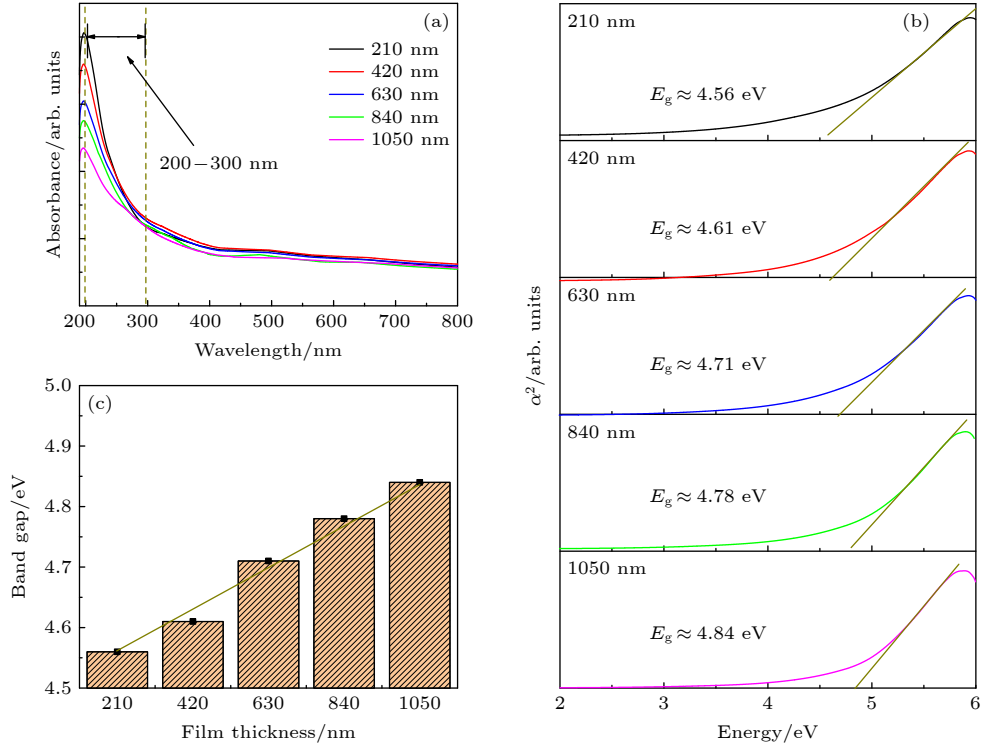 (a)
Absorbance/arb. units
210 nm
420 nm
630 nm
840 nm
1050 nm
200–300 nm
190 300 400 500 600 700 800
Wavelength/nm
(b)
α²/arb. units
210 nm
Eg ≈ 4.56 eV
420 nm
Eg ≈ 4.61 eV
630 nm
Eg ≈ 4.71 eV
840 nm
Eg ≈ 4.78 eV
1050 nm
Eg ≈ 4.84 eV
2 3 4 5 6
Energy/eV
(c)
Band gap/eV
5.0
4.9
4.8
4.7
4.6
4.5
210 420 630 840 1050
Film thickness/nm